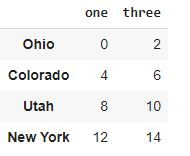 one three
Ohio 0 2
Colorado 4 6
Utah 8 10
New York 12 14